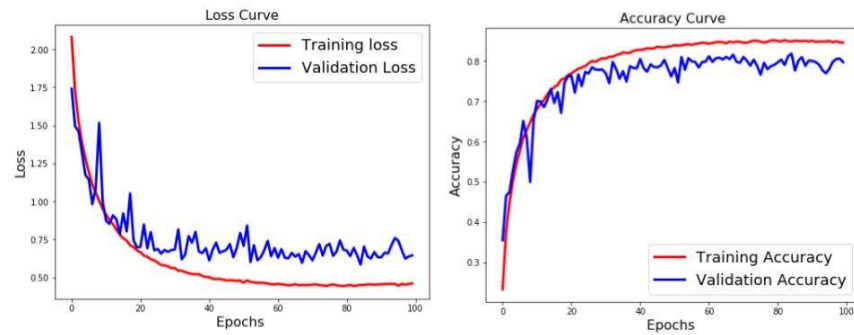 Loss Curve
2.00
1.75
1.50
1.25
1.00
0.75
0.50
Loss
Training loss
Validation Loss
0
20
40
60
80
100
Epochs
Accuracy Curve
0.8
0.7
0.6
0.5
0.4
0.3
Accuracy
Training Accuracy
Validation Accuracy
0
20
40
60
80
100
Epochs